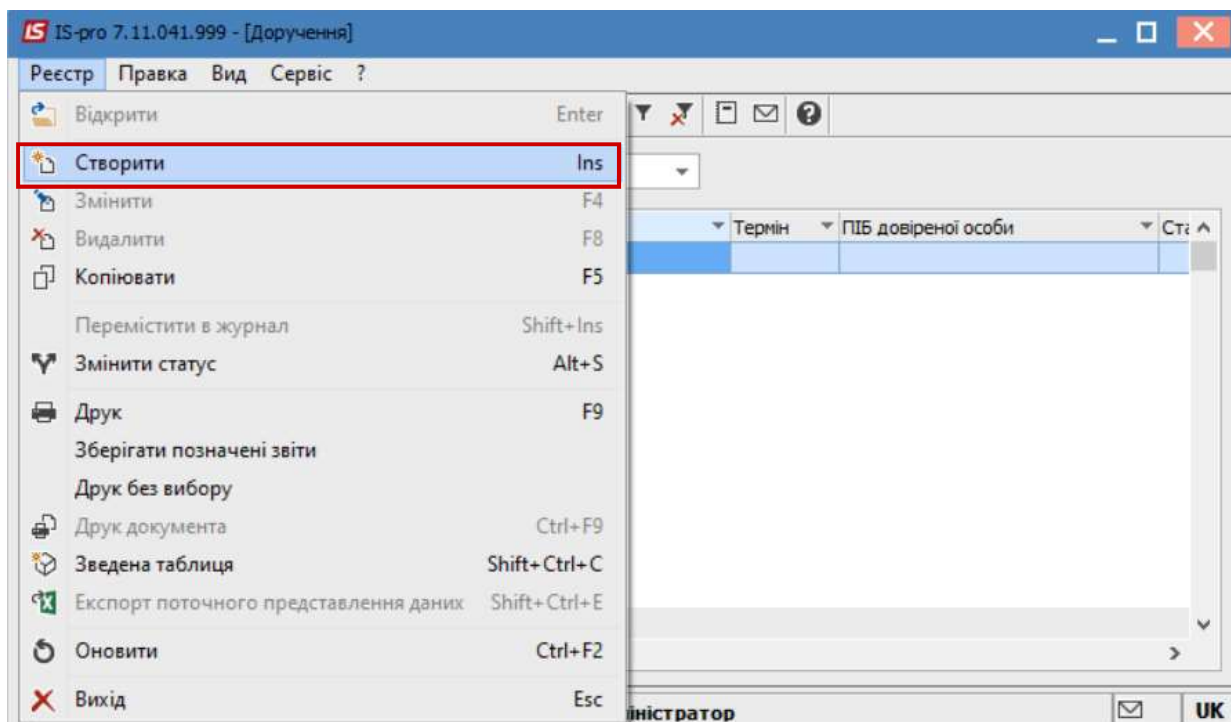 IS-pro 7.11.041.999 - [Доручення]
Реєстр Правка Вид Сервіс ?
Відкрити Enter
Створити Ins
Змінити F4
Термін ПІБ довіреної особи Ста
Видалити F8
Копіювати F5
Перемістити в журнал Shift+Ins
Змінити статус Alt+S
Друк F9
Зберігати позначені звіти
Друк без вибору
Друк документа Ctrl+F9
Зведена таблиця Shift+Ctrl+C
Експорт поточного представлення даних Shift+Ctrl+E
Оновити Ctrl+F2
Вихід Esc
іністратор UK